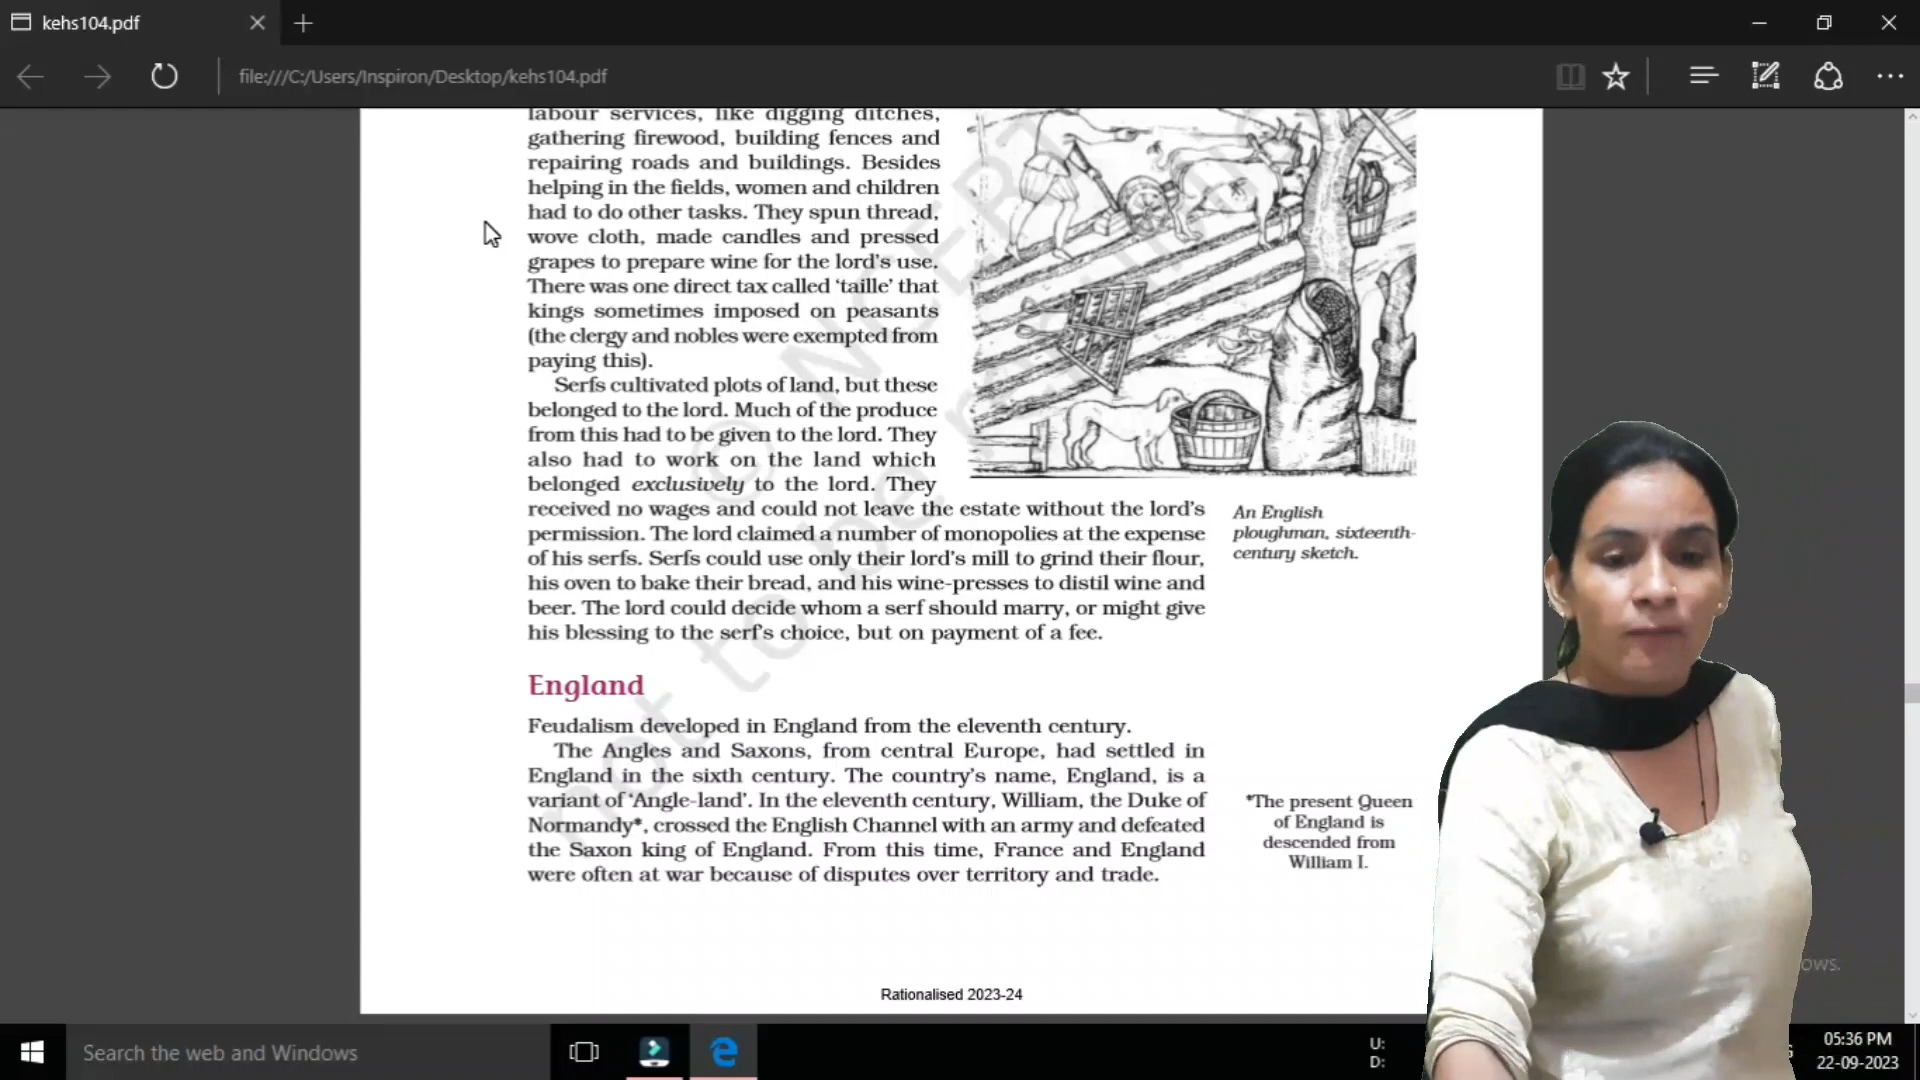 kehs104.pdf
file:///C:/Users/Inspiron/Desktop/kehs104.pdf
labour services, like digging ditches,
gathering firewood, building fences and
repairing roads and buildings. Besides
helping in the fields, women and children
had to do other tasks. They spun thread,
wove cloth, made candles and pressed
grapes to prepare wine for the lord's use.
There was one direct tax called ‘taille’ that
kings sometimes imposed on peasants
(the clergy and nobles were exempted from
paying this).
Serfs cultivated plots of land, but these
belonged to the lord. Much of the produce
from this had to be given to the lord. They
also had to work on the land which
belonged exclusively to the lord. They
received no wages and could not leave the estate without the lord's
permission. The lord claimed a number of monopolies at the expense
of his serfs. Serfs could use only their lord's mill to grind their flour,
his oven to bake their bread, and his wine-presses to distil wine and
beer. The lord could decide whom a serf should marry, or might give
his blessing to the serf's choice, but on payment of a fee.
An English
ploughman, sixteenth-
century sketch.
England
Feudalism developed in England from the eleventh century.
The Angles and Saxons, from central Europe, had settled in
England in the sixth century. The country's name, England, is a
variant of ‘Angle-land’. In the eleventh century, William, the Duke of
Normandy*, crossed the English Channel with an army and defeated
the Saxon king of England. From this time, France and England
were often at war because of disputes over territory and trade.
*The present Queen
of England is
descended from
William I.
Rationalised 2023-24
© NCERT
not to be
ows.
Search the web and Windows
U:
D:
05:36 PM
22-09-2023